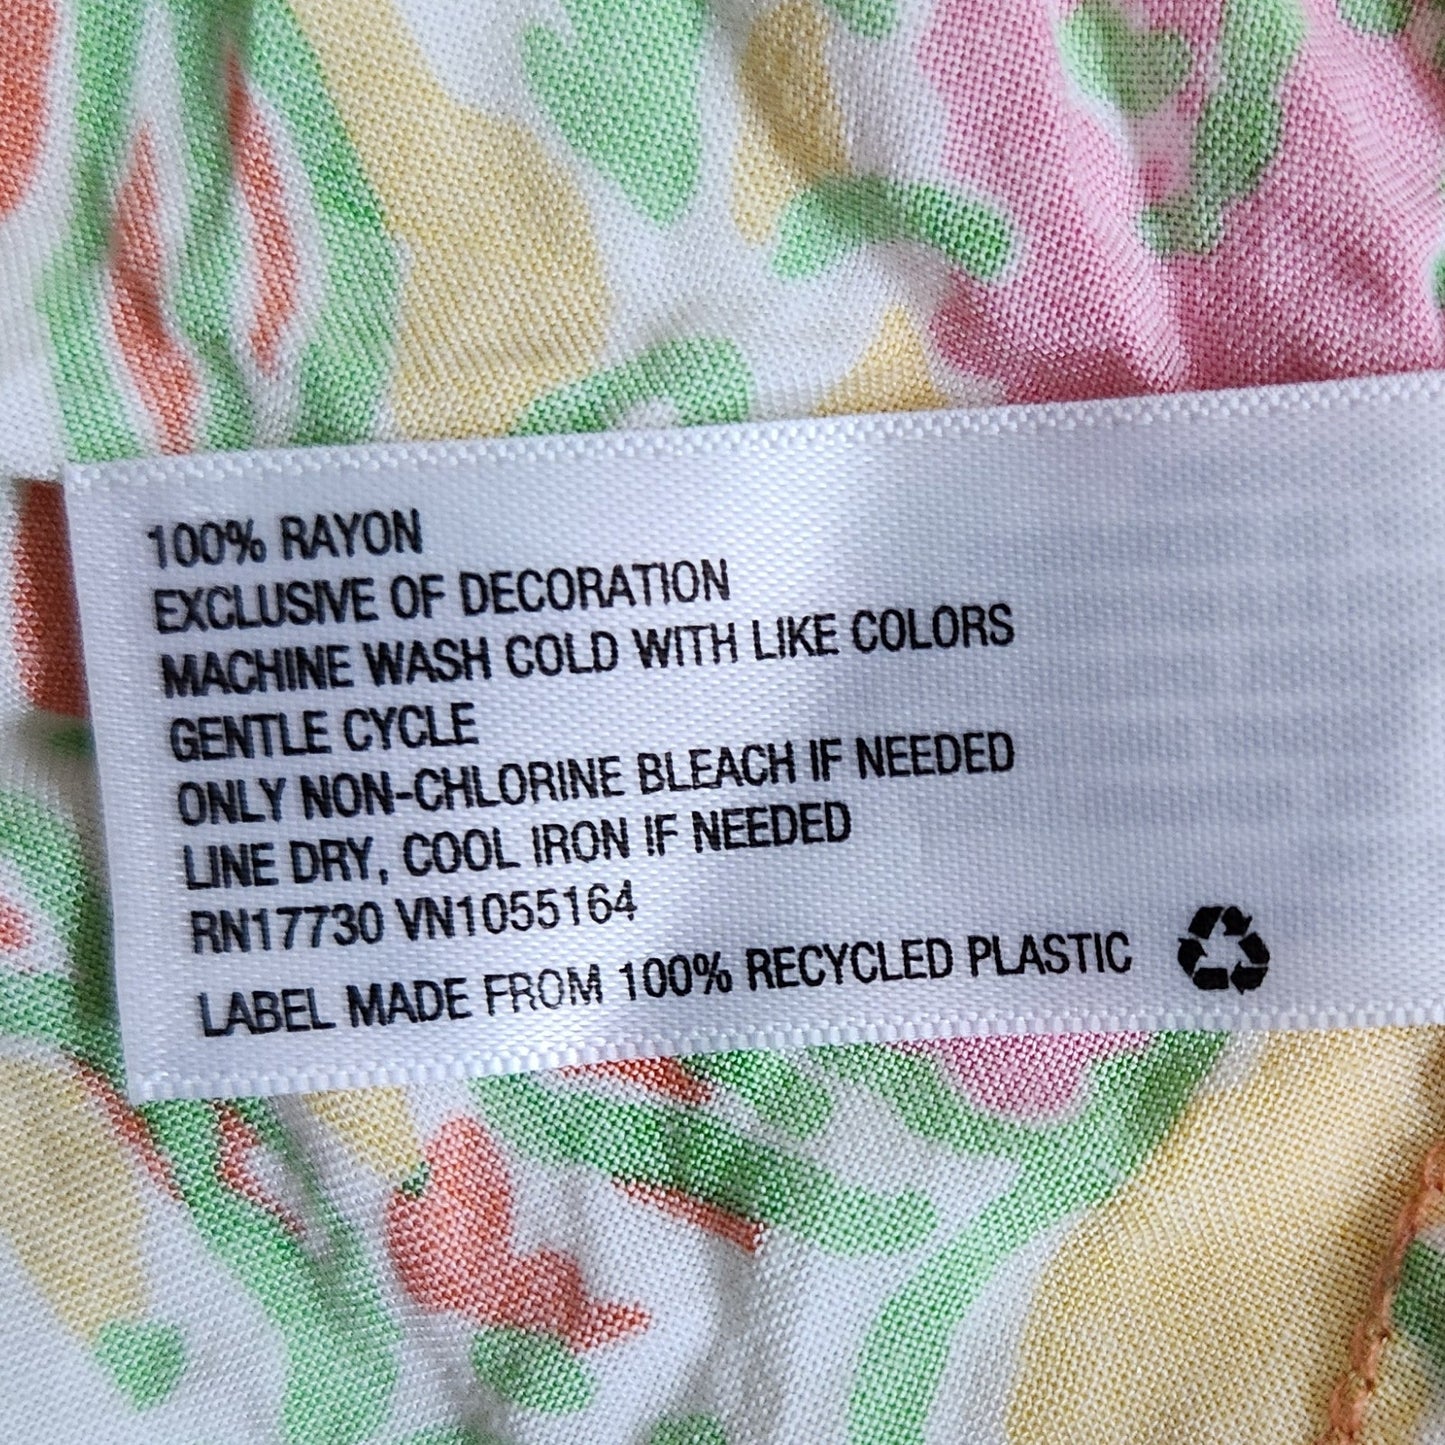 100% RAYON
EXCLUSIVE OF DECORATION
MACHINE WASH COLD WITH LIKE COLORS
GENTLE CYCLE
ONLY NON-CHLORINE BLEACH IF NEEDED
LINE DRY, COOL IRON IF NEEDED
RN17730 VN1055164
LABEL MADE FROM 100% RECYCLED PLASTIC